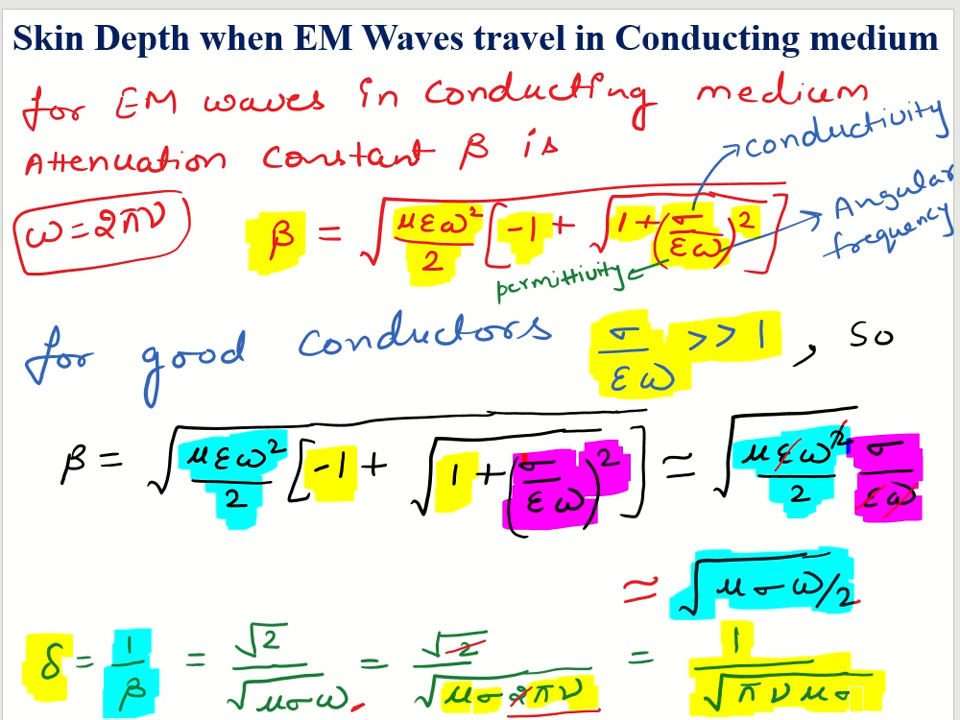 Skin Depth when EM Waves travel in Conducting medium
for EM waves in conducting medium
Attenuation constant β is
→conductivity
ω = 2πν
β = √(μεω²/2 [-1 + √(1 + (σ/εω)²)])
→ Angular frequency
permittivity←
for good conductors σ/εω >> 1, So
β = √(μεω²/2 [-1 + √(1 + (σ/εω)²)]) ≈ √(μεω²/2 σ/εω)
≈ √(μσω/2)
δ = 1/β = √2/√(μσω) = √2/√(μσ2πν) = 1/√(πνμσ)